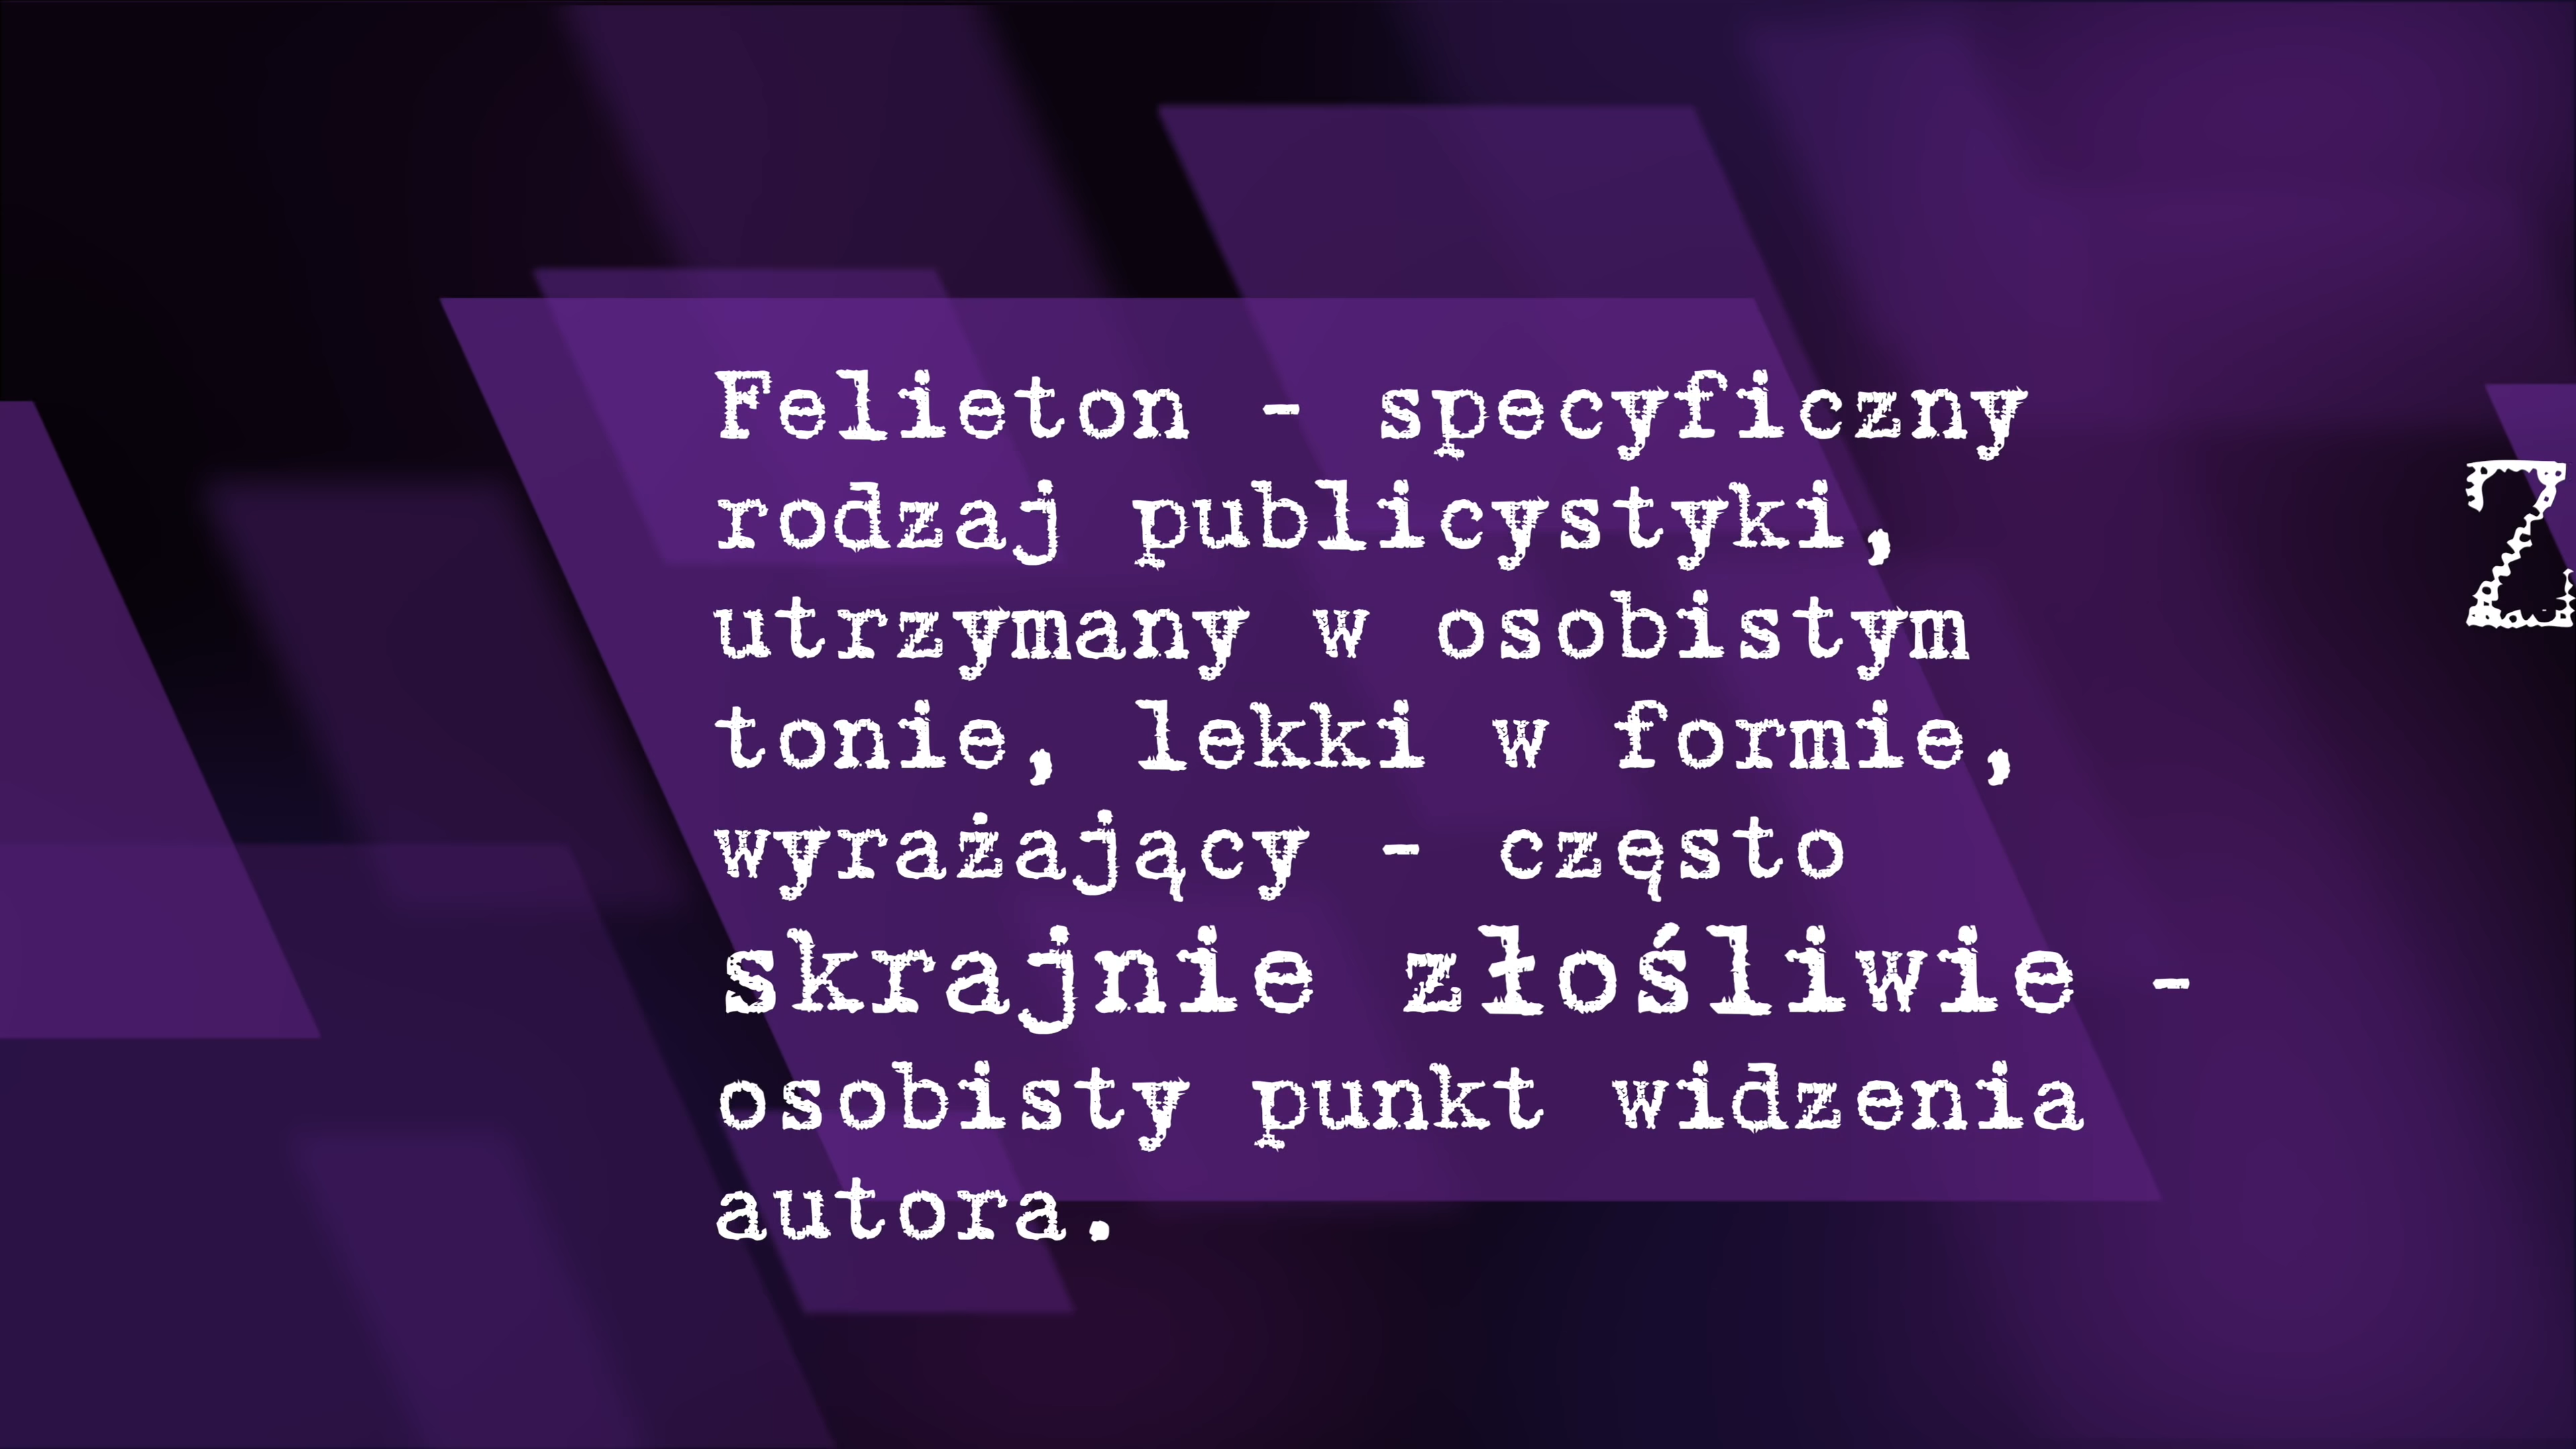 Felieton - specyficzny
rodzaj publicystyki,
utrzymany w osobistym
tonie, lekki w formie,
wyrażający - często
skrajnie złośliwie -
osobisty punkt widzenia
autora.
Z